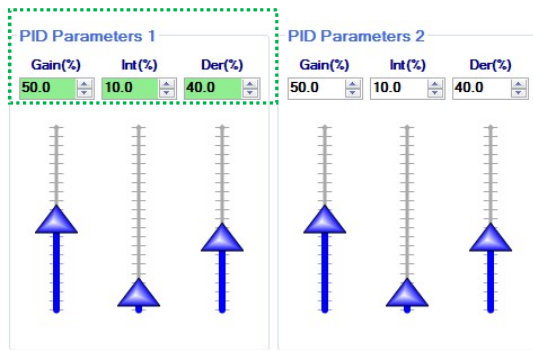 PID Parameters 1 PID Parameters 2
Gain(%) Int(%) Der(%) Gain(%) Int(%) Der(%)
50.0 10.0 40.0 50.0 10.0 40.0